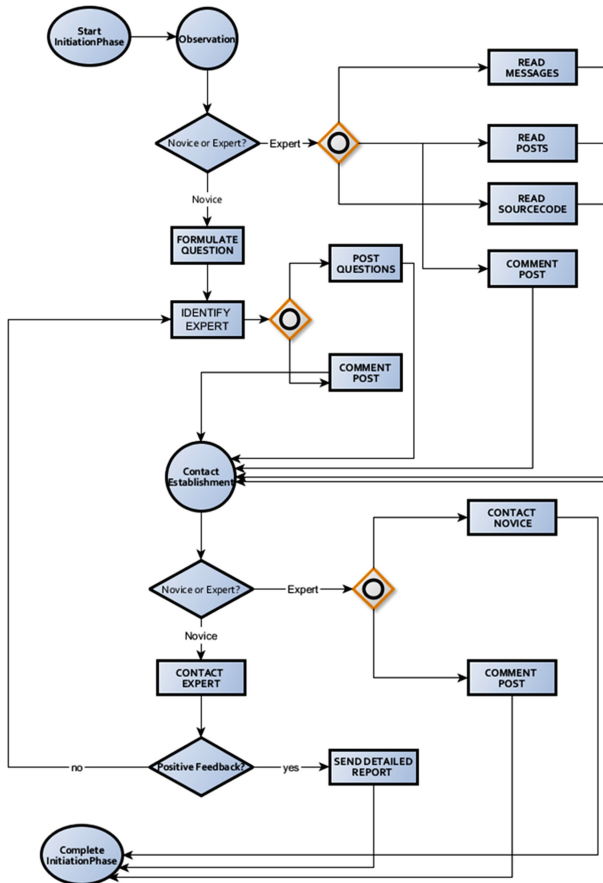 Start
InitiationPhase
Observation
READ
MESSAGES
Novice or Expert?
Expert
READ
POSTS
Novice
READ
SOURCECODE
FORMULATE
QUESTION
POST
QUESTIONS
COMMENT
POST
IDENTIFY
EXPERT
COMMENT
POST
Contact
Establishment
CONTACT
NOVICE
Novice or Expert?
Expert
Novice
CONTACT
EXPERT
COMMENT
POST
no
Positive Feedback?
yes
SEND DETAILED
REPORT
Complete
InitiationPhase